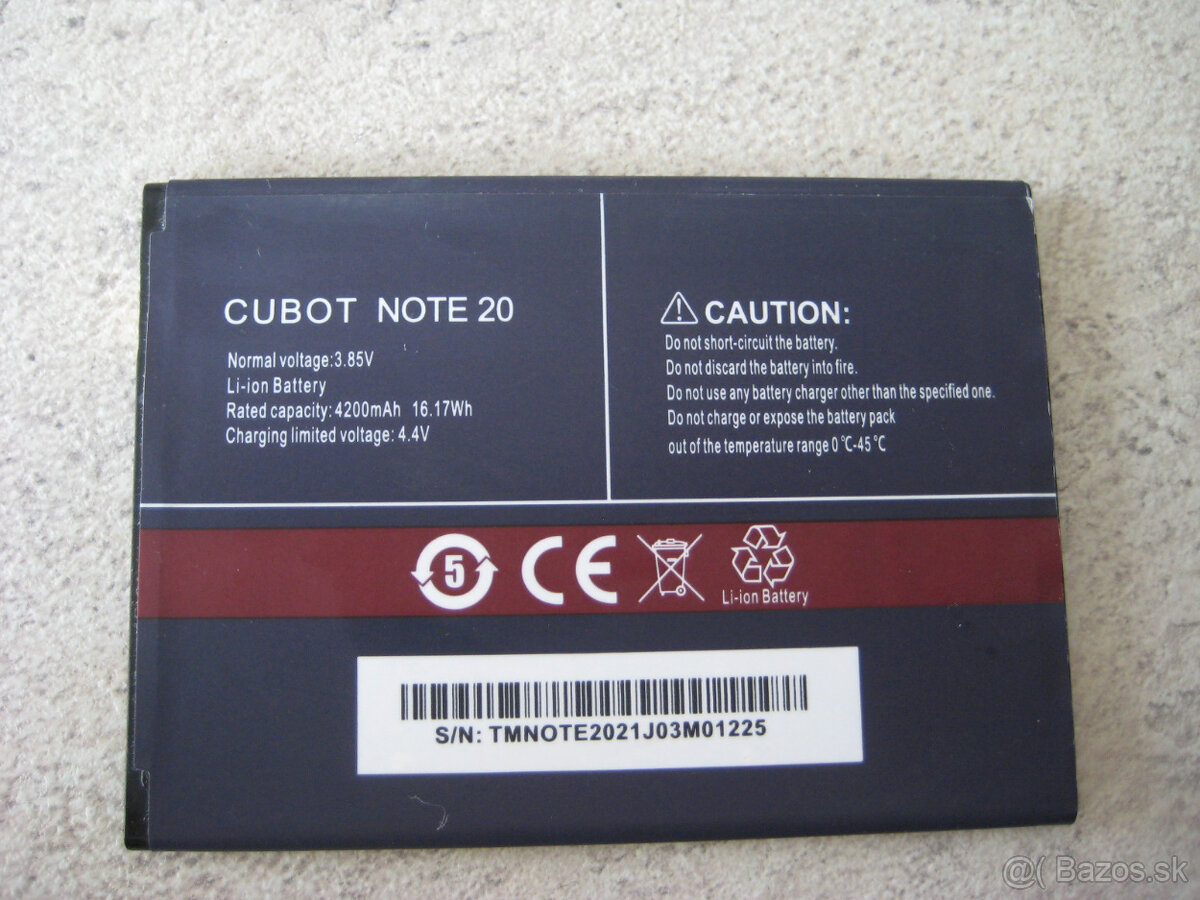 CUBOT NOTE 20
Normal voltage:3.85V
Li-ion Battery
Rated capacity: 4200mAh 16.17Wh
Charging limited voltage: 4.4V
CAUTION:
Do not short-circuit the battery.
Do not discard the battery into fire.
Do not use any battery charger other than the specified one.
Do not charge or expose the battery pack
out of the temperature range 0℃-45℃
5
CE
Li-ion Battery
S/N: TMNOTE2021J03M01225
@( Bazos.sk